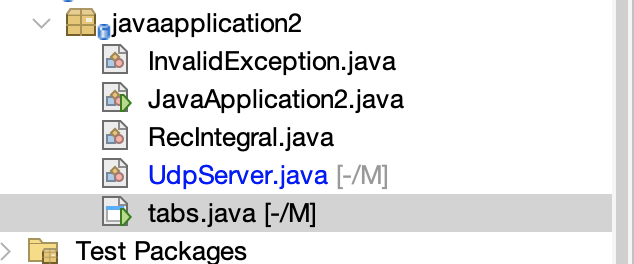 javaapplication2
InvalidException.java
JavaApplication2.java
RecIntegral.java
UdpServer.java [-/M]
tabs.java [-/M]
Test Packages